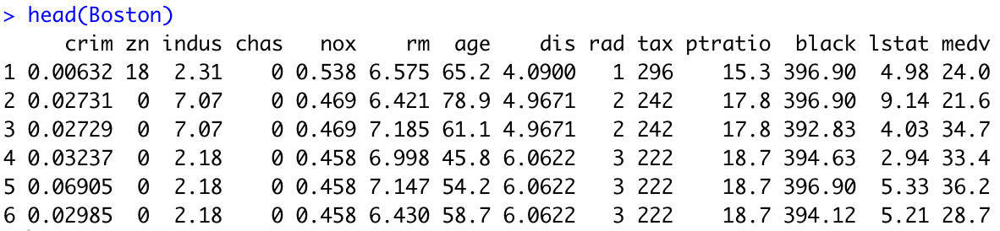 > head(Boston)
crim zn indus chas nox rm age dis rad tax ptratio black lstat medv
1 0.00632 18 2.31 0 0.538 6.575 65.2 4.0900 1 296 15.3 396.90 4.98 24.0
2 0.02731 0 7.07 0 0.469 6.421 78.9 4.9671 2 242 17.8 396.90 9.14 21.6
3 0.02729 0 7.07 0 0.469 7.185 61.1 4.9671 2 242 17.8 392.83 4.03 34.7
4 0.03237 0 2.18 0 0.458 6.998 45.8 6.0622 3 222 18.7 394.63 2.94 33.4
5 0.06905 0 2.18 0 0.458 7.147 54.2 6.0622 3 222 18.7 396.90 5.33 36.2
6 0.02985 0 2.18 0 0.458 6.430 58.7 6.0622 3 222 18.7 394.12 5.21 28.7